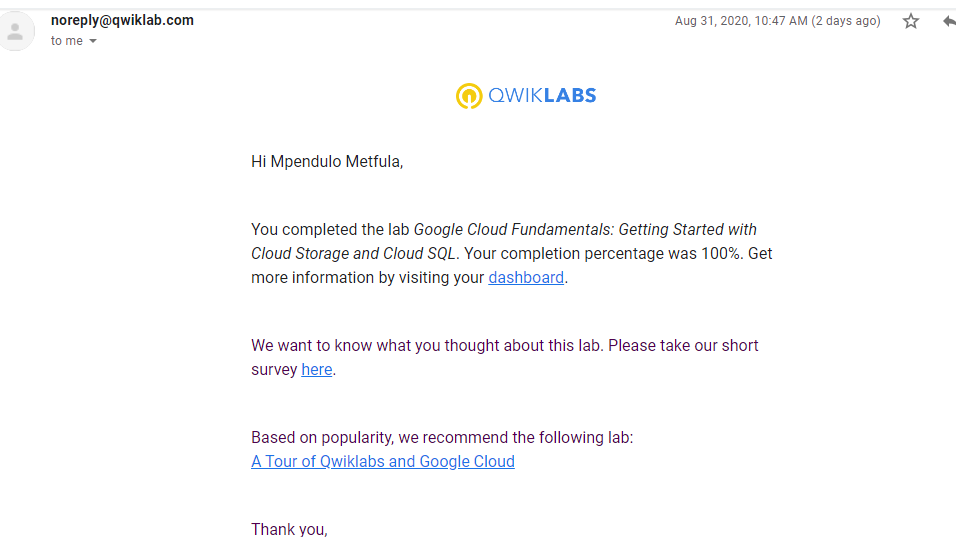 noreply@qwiklab.com
Aug 31, 2020, 10:47 AM (2 days ago)
to me
QWIKLABS
Hi Mpendulo Metfula,
You completed the lab Google Cloud Fundamentals: Getting Started with
Cloud Storage and Cloud SQL. Your completion percentage was 100%. Get
more information by visiting your dashboard.
We want to know what you thought about this lab. Please take our short
survey here.
Based on popularity, we recommend the following lab:
A Tour of Qwiklabs and Google Cloud
Thank you,